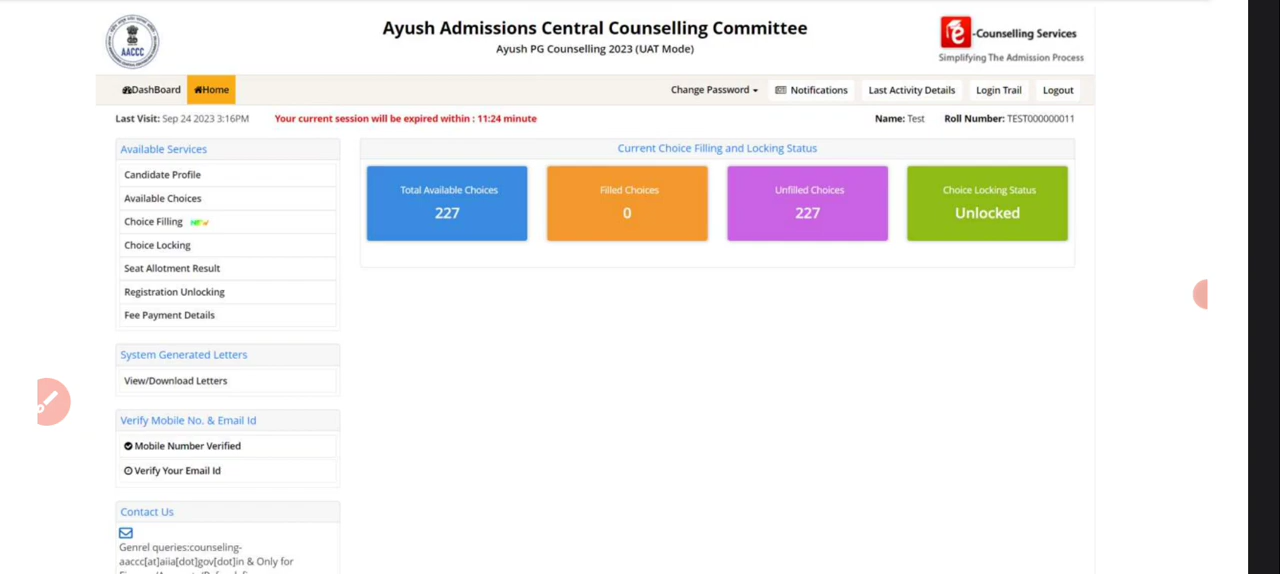 AACCC
Ayush Admissions Central Counselling Committee
Ayush PG Counselling 2023 (UAT Mode)
e -Counselling Services
Simplifying The Admission Process
DashBoard Home Change Password Notifications Last Activity Details Login Trail Logout
Last Visit: Sep 24 2023 3:16PM Your current session will be expired within : 11:24 minute Name: Test Roll Number: TEST000000011
Available Services
Candidate Profile
Available Choices
Choice Filling
Choice Locking
Seat Allotment Result
Registration Unlocking
Fee Payment Details
Current Choice Filling and Locking Status
Total Available Choices
227
Filled Choices
0
Unfilled Choices
227
Choice Locking Status
Unlocked
System Generated Letters
View/Download Letters
Verify Mobile No. & Email Id
Mobile Number Verified
Verify Your Email Id
Contact Us
Genrel queries:counseling-
aaccc[at]aiia[dot]gov[dot]in & Only for